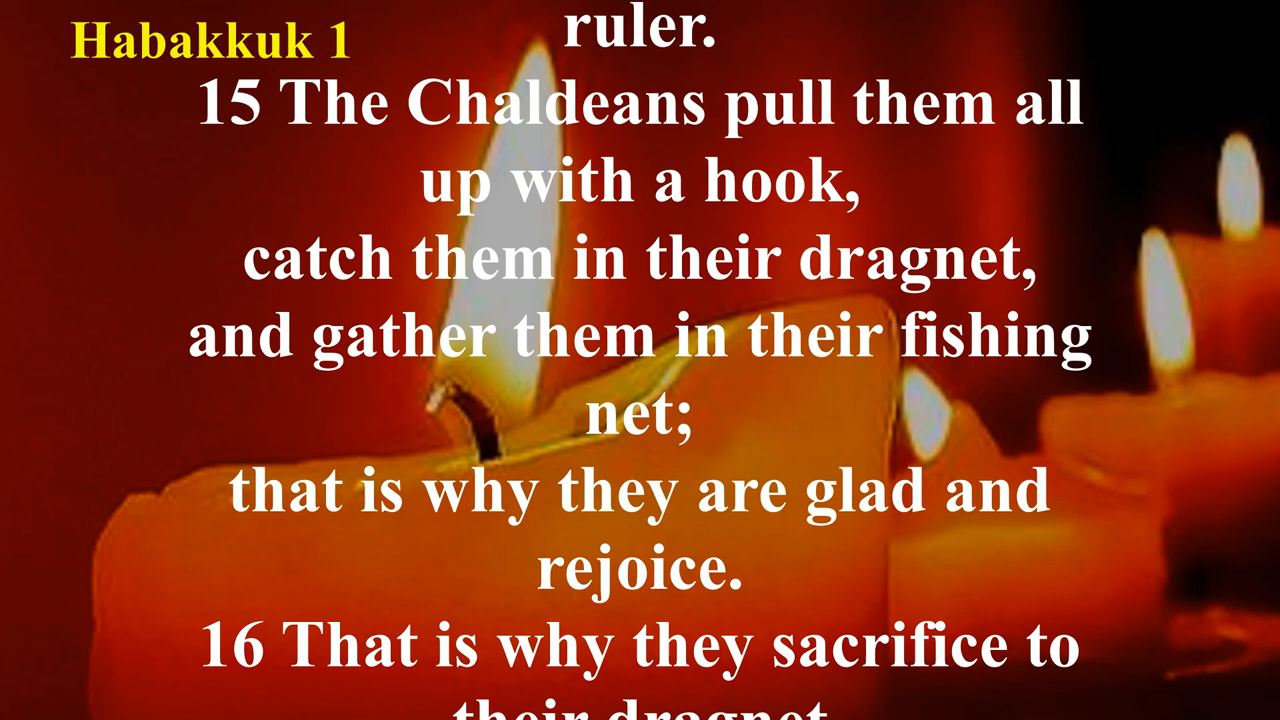 Habakkuk 1
ruler.
15 The Chaldeans pull them all
up with a hook,
catch them in their dragnet,
and gather them in their fishing
net;
that is why they are glad and
rejoice.
16 That is why they sacrifice to
their dragnet